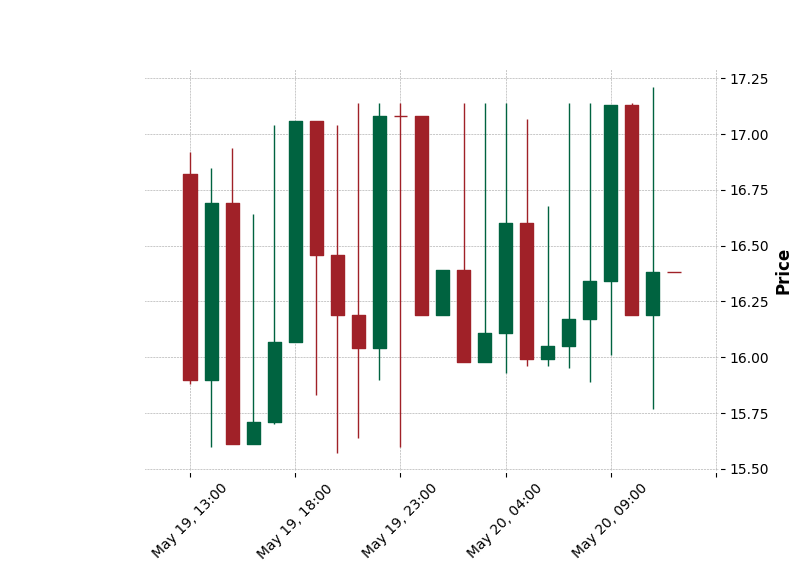 17.25
17.00
16.75
16.50
16.25
16.00
15.75
15.50
Price
May 19, 13:00
May 19, 18:00
May 19, 23:00
May 20, 04:00
May 20, 09:00